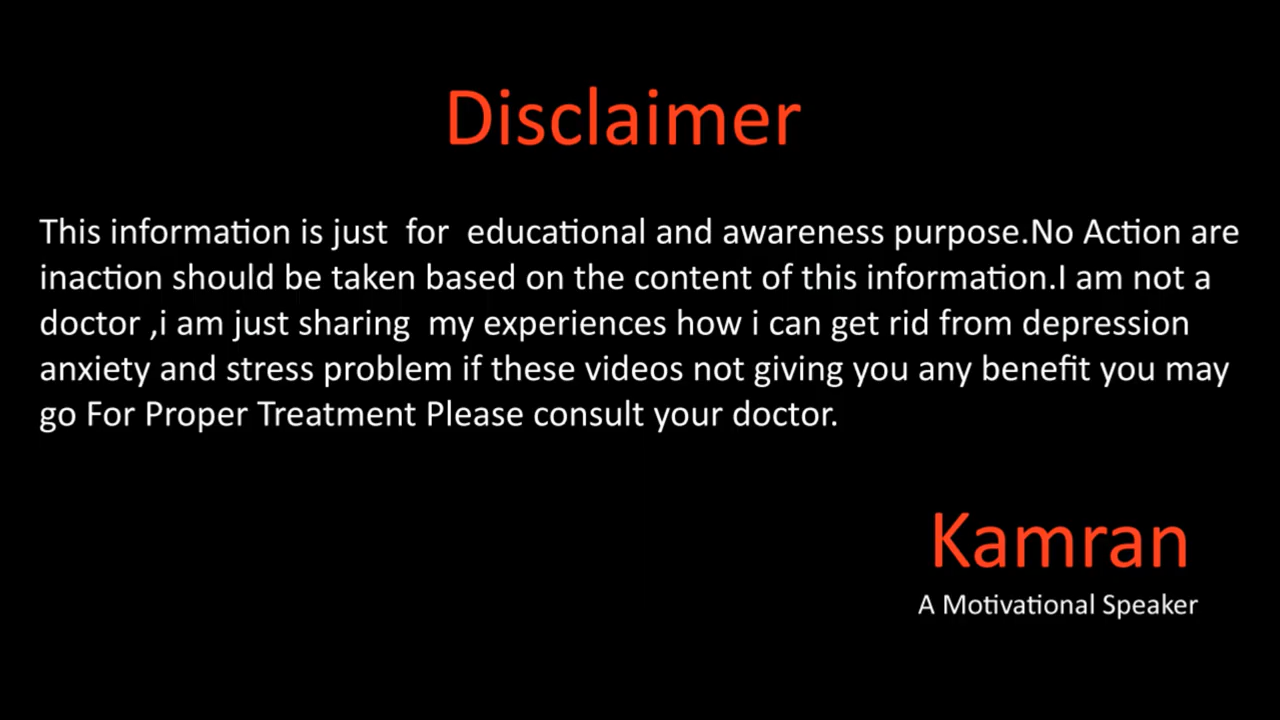 Disclaimer
This information is just  for  educational and awareness purpose.No Action are
inaction should be taken based on the content of this information.I am not a
doctor ,i am just sharing  my experiences how i can get rid from depression
anxiety and stress problem if these videos not giving you any benefit you may
go For Proper Treatment Please consult your doctor.
Kamran
A Motivational Speaker